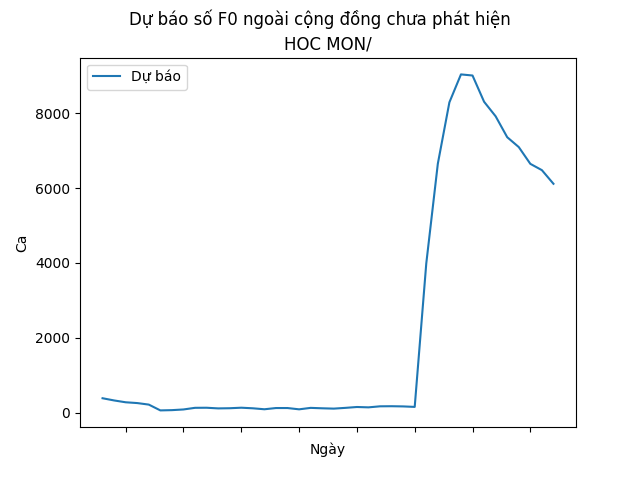 Dự báo số F0 ngoài cộng đồng chưa phát hiện
HOC MON/
Dự báo
8000
6000
4000
2000
0
Ca
Ngày